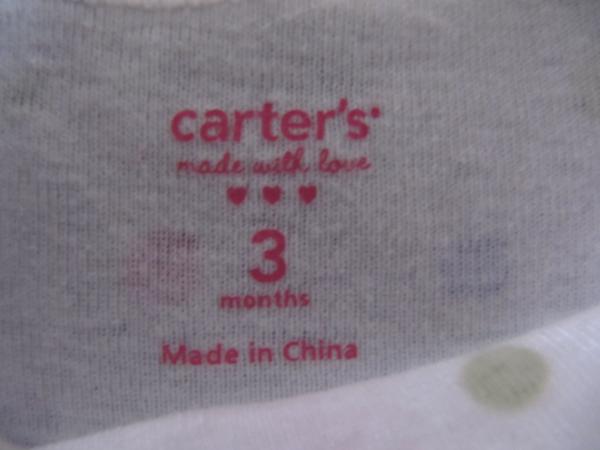 carter's
made with love
3
months
Made in China